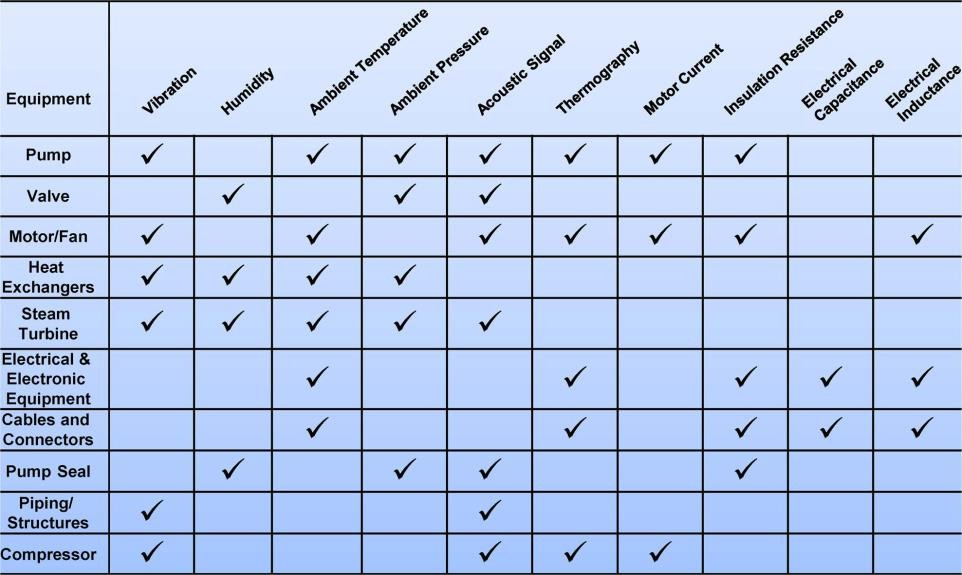 Equipment
Vibration
Humidity
Ambient Temperature
Ambient Pressure
Acoustic Signal
Thermography
Motor Current
Insulation Resistance
Electrical
Capacitance
Electrical
Inductance
Pump ✓ ✓ ✓ ✓ ✓ ✓ ✓
Valve ✓ ✓ ✓
Motor/Fan ✓ ✓ ✓ ✓ ✓ ✓ ✓
Heat
Exchangers ✓ ✓ ✓ ✓
Steam
Turbine ✓ ✓ ✓ ✓ ✓
Electrical &
Electronic ✓ ✓ ✓ ✓ ✓
Equipment
Cables and
Connectors ✓ ✓ ✓ ✓ ✓
Pump Seal ✓ ✓ ✓ ✓
Piping/
Structures ✓ ✓
Compressor ✓ ✓ ✓ ✓